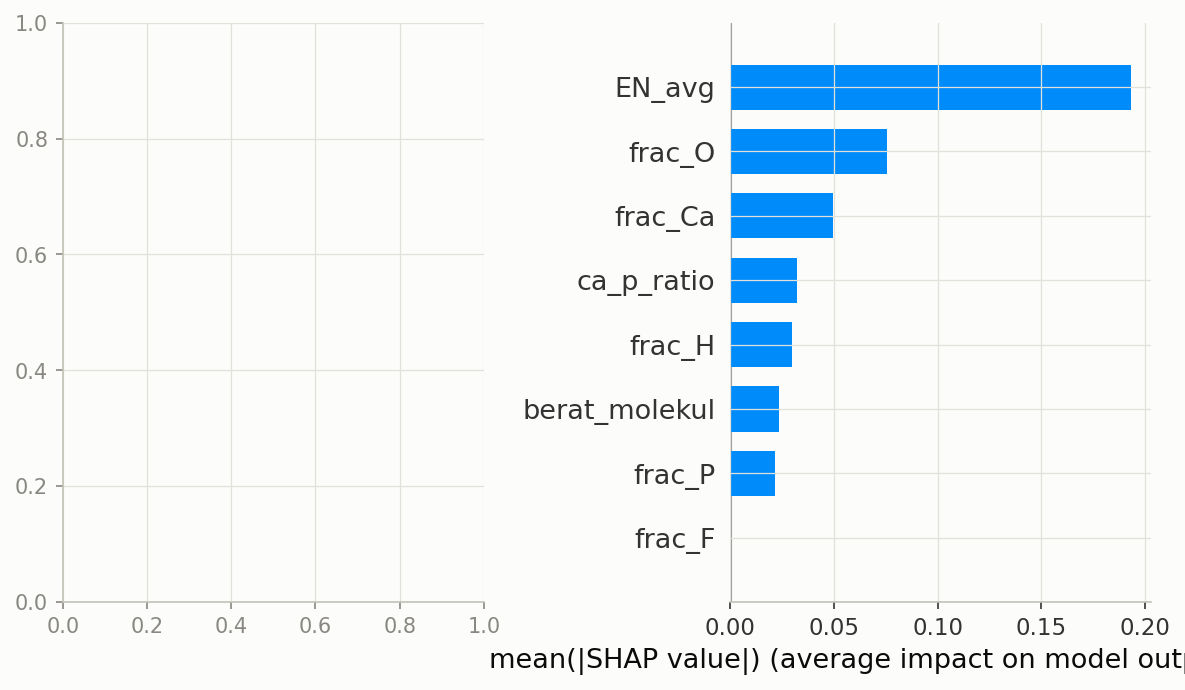 1.0
0.8
0.6
0.4
0.2
0.0
0.0 0.2 0.4 0.6 0.8 1.0
EN_avg
frac_O
frac_Ca
ca_p_ratio
frac_H
berat_molekul
frac_P
frac_F
0.00 0.05 0.10 0.15 0.20
mean(|SHAP value|) (average impact on model outp